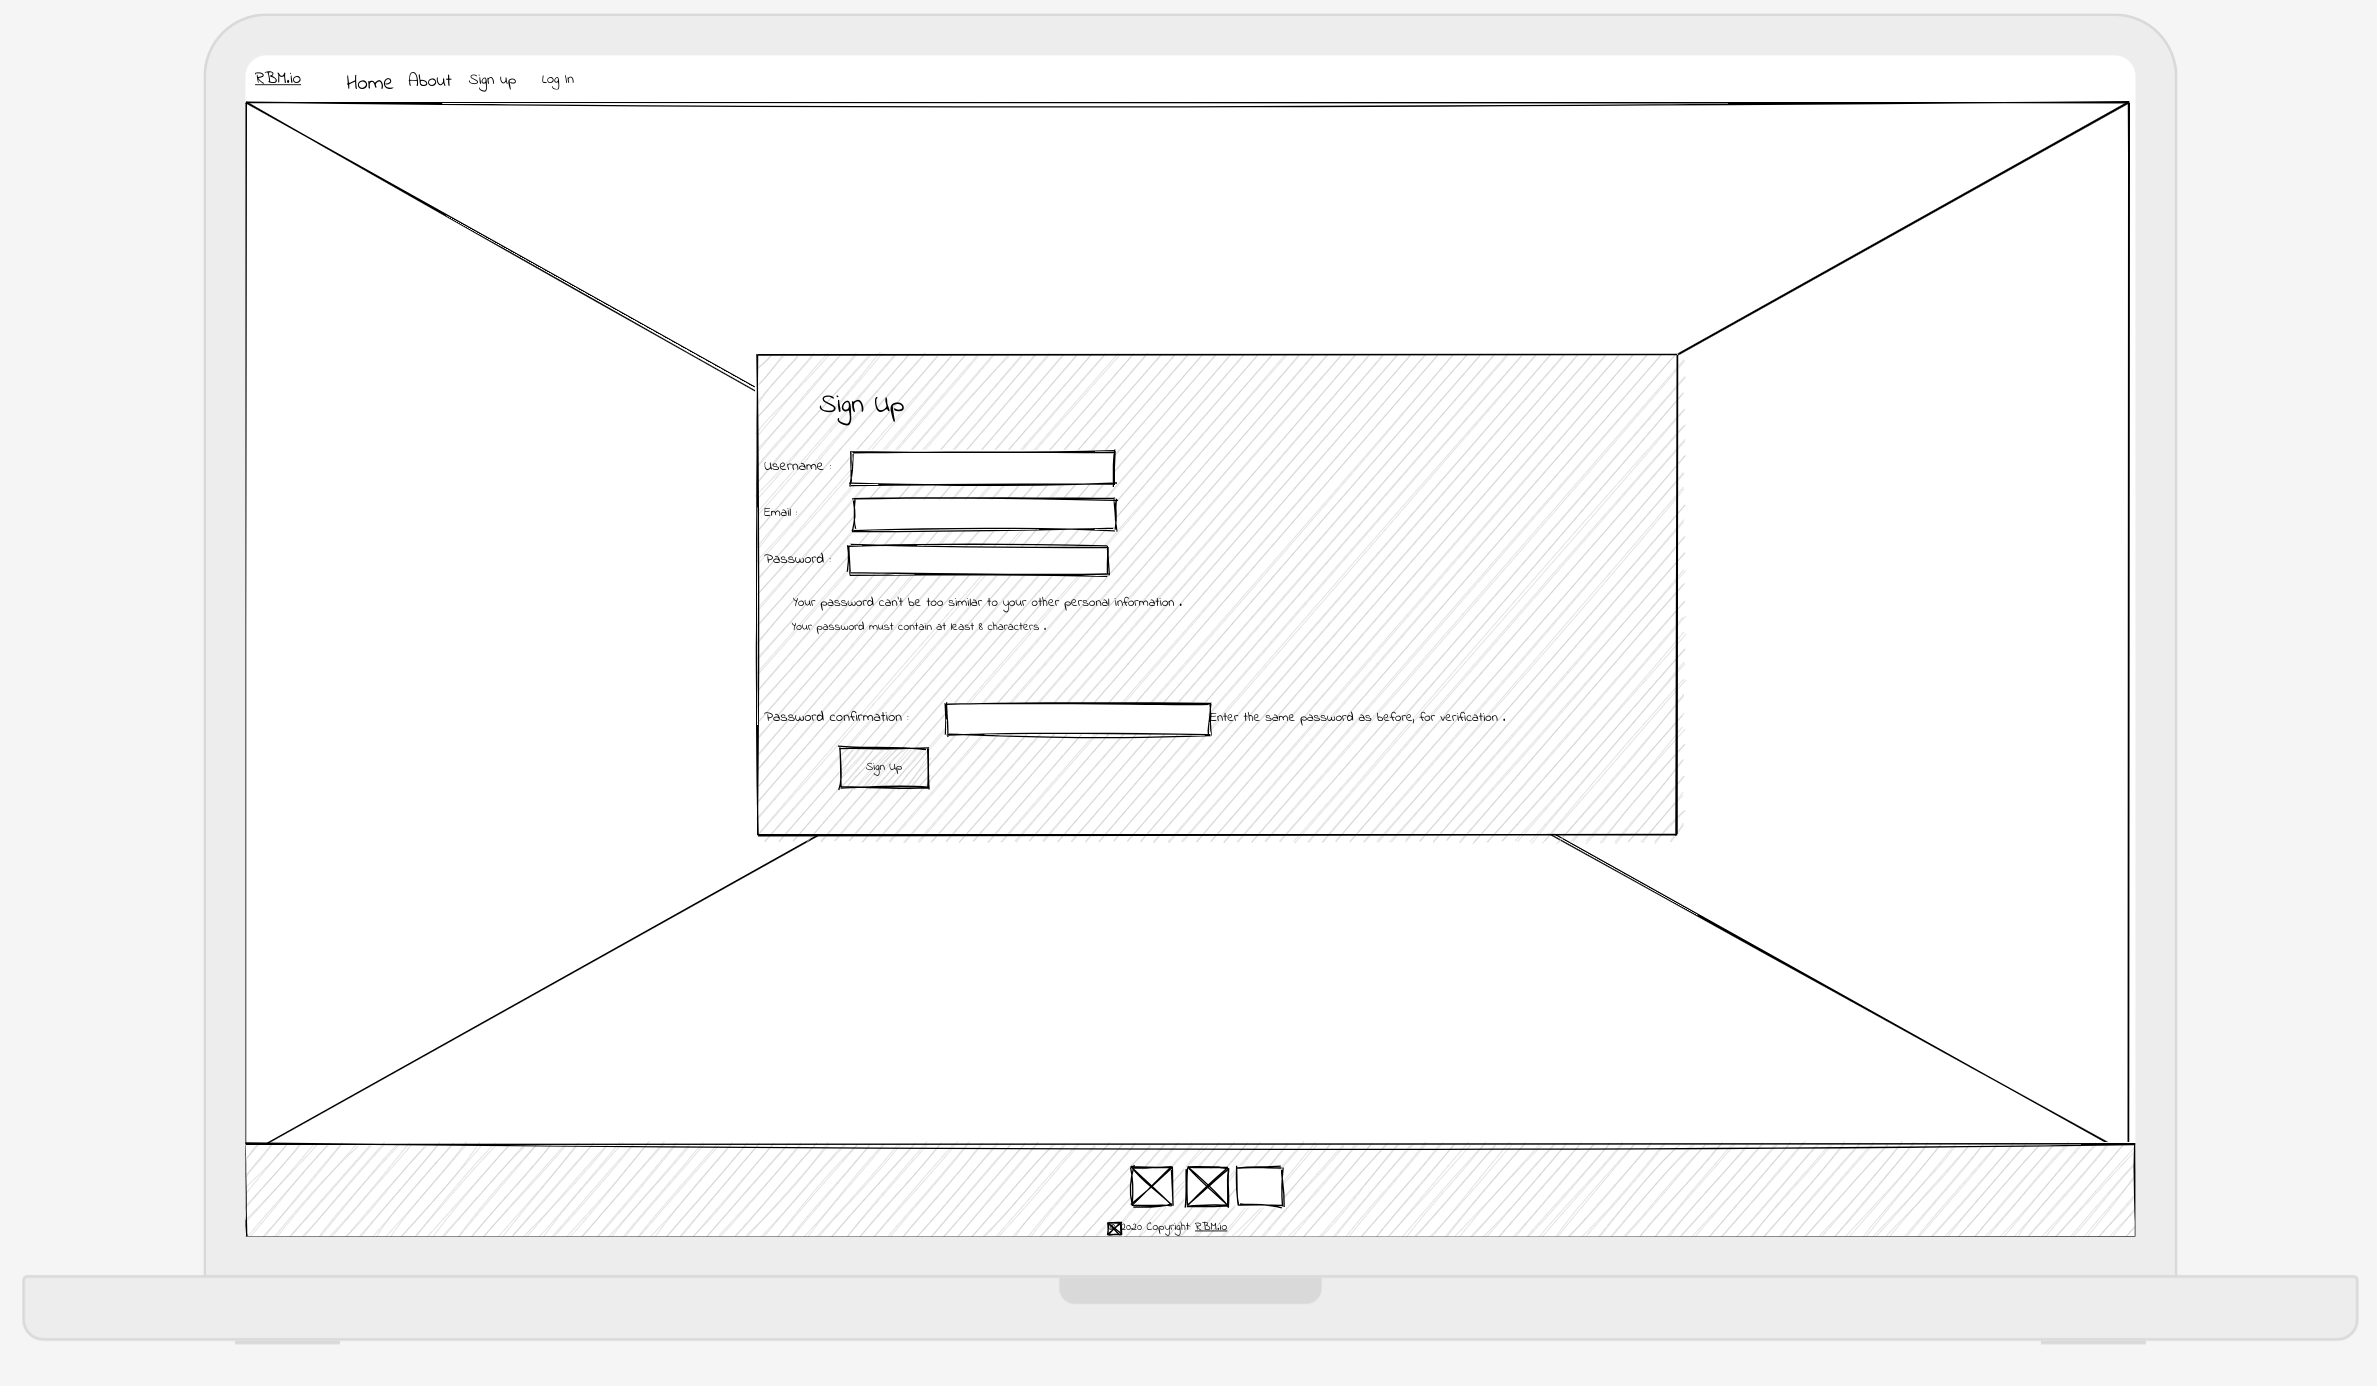 RBM.io Home About Sign up Log In
Sign Up
Username :
Email :
Password :
Your password can't be too similar to your other personal information .
Your password must contain at least 8 characters .
Password confirmation : Enter the same password as before, for verification .
Sign Up
2020 Copyright RBM.io